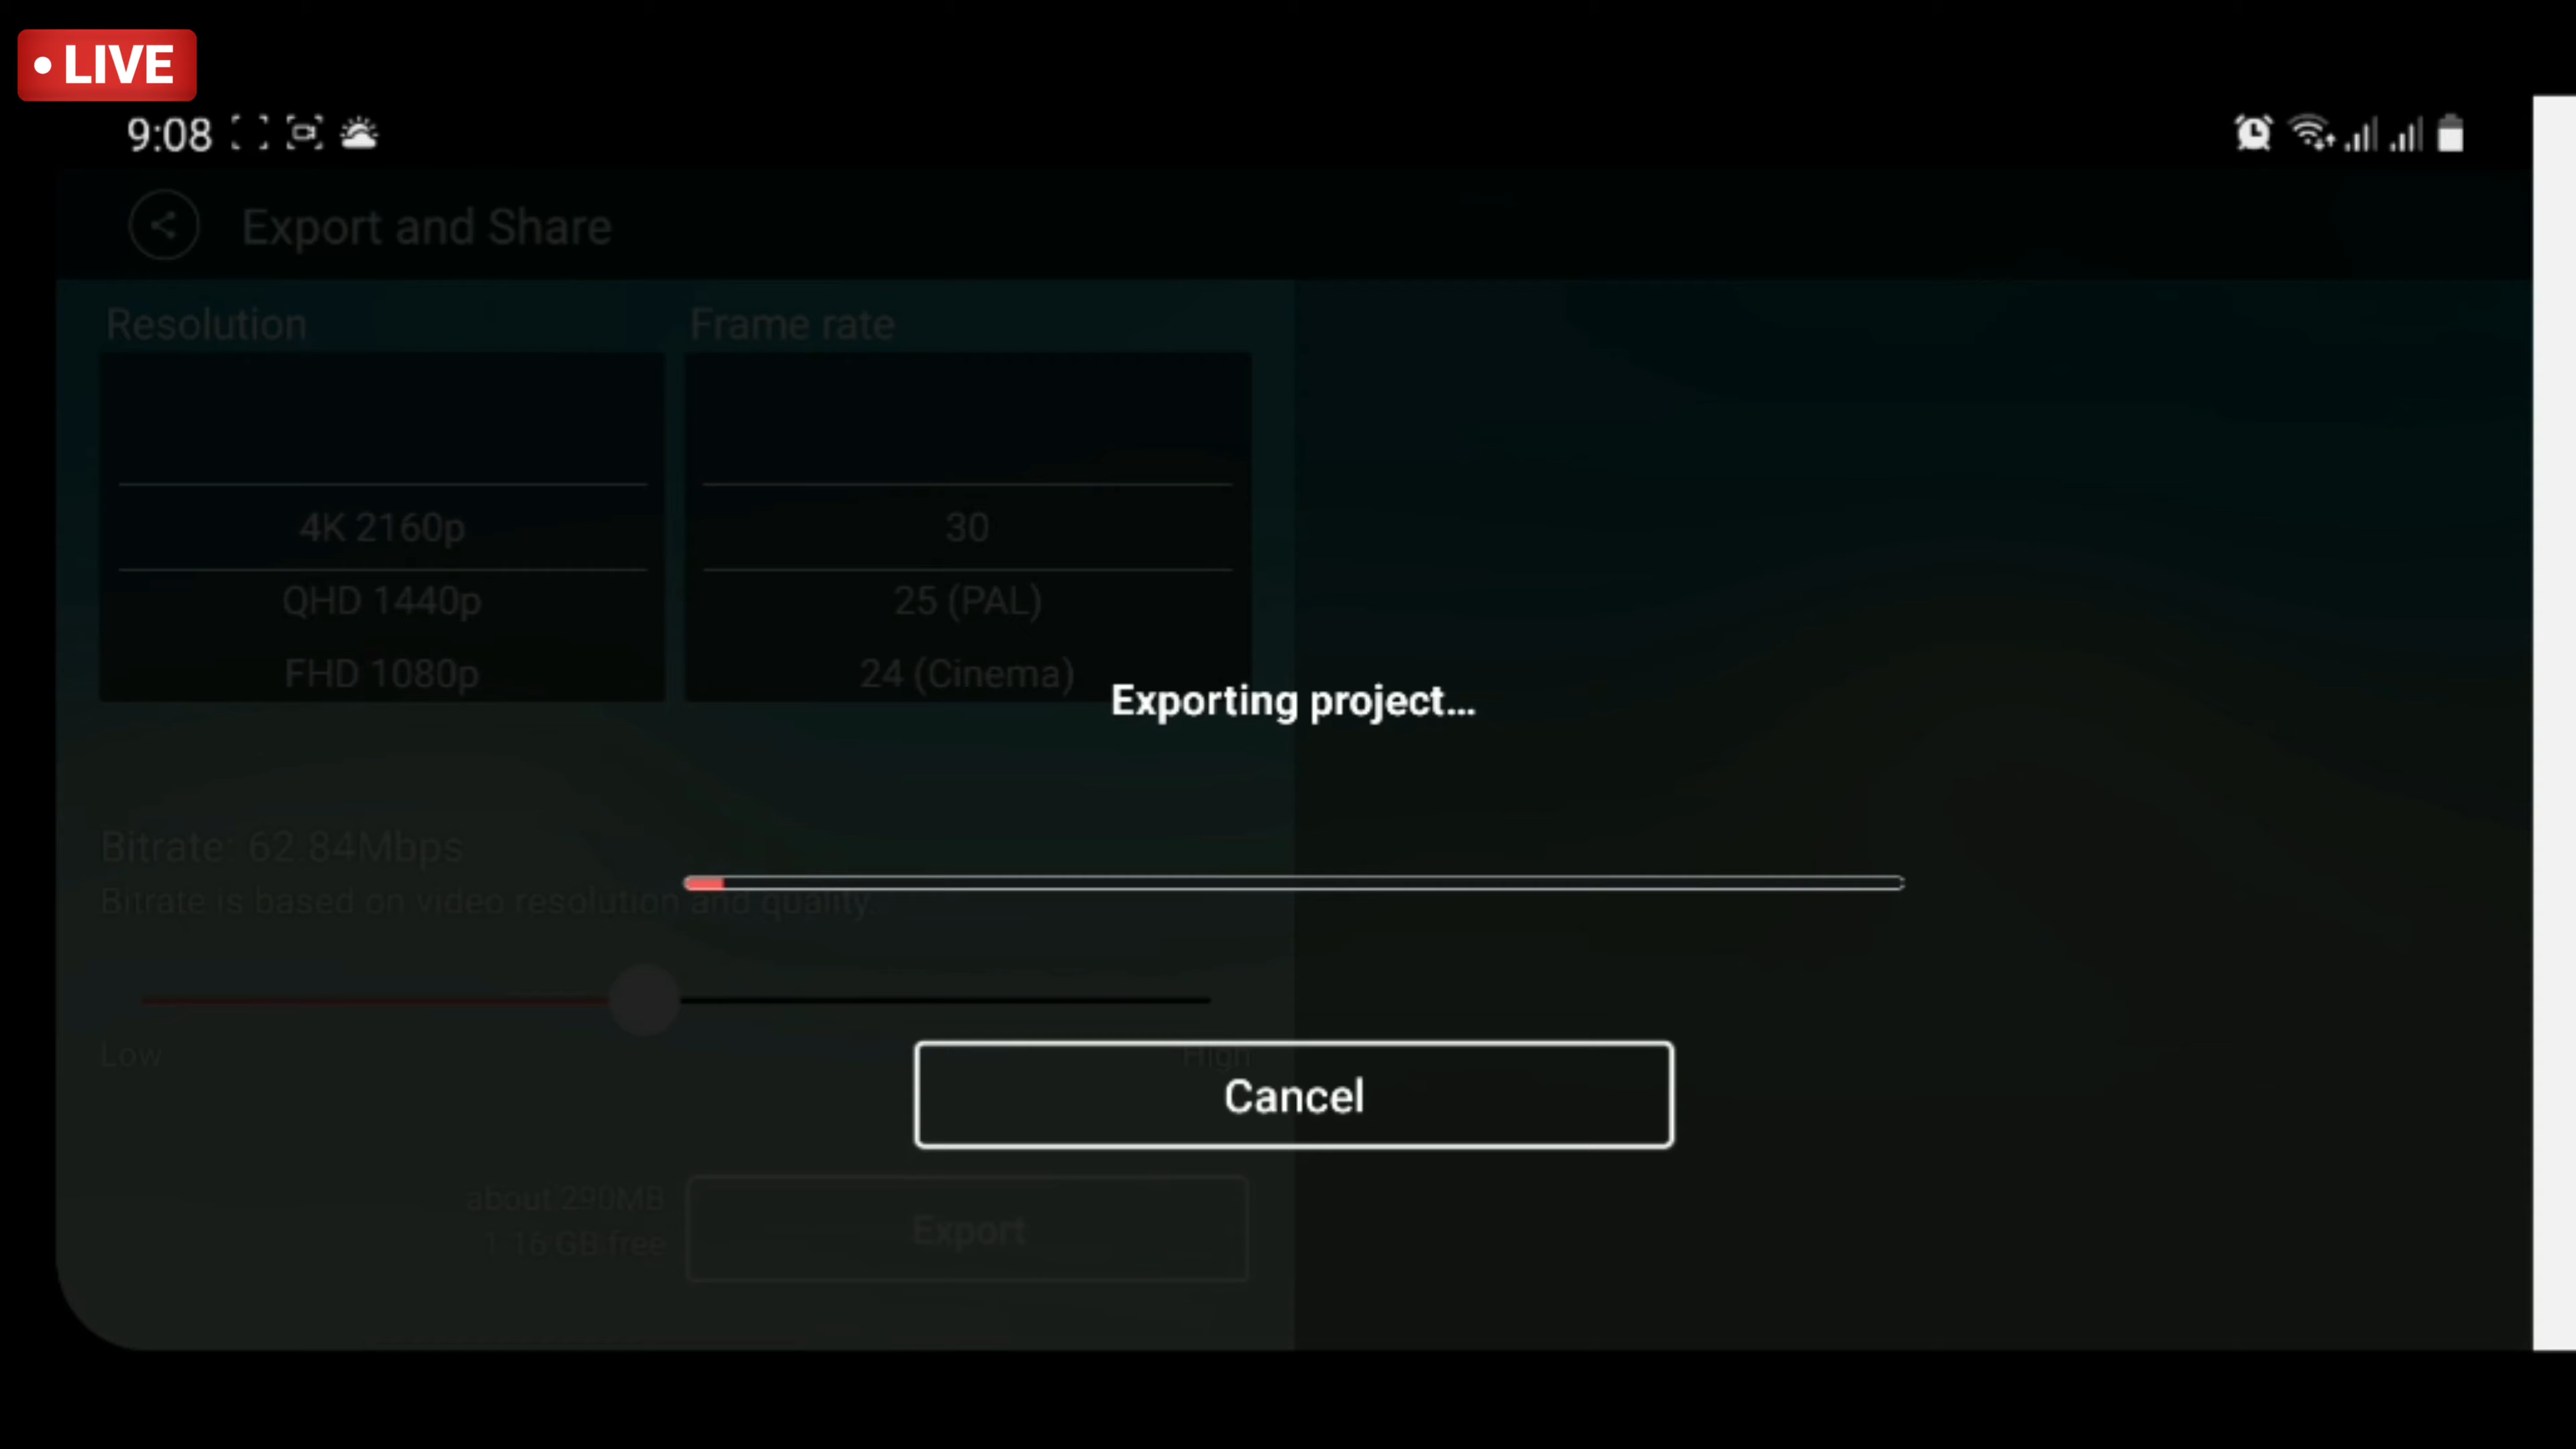 • LIVE
9:08
Export and Share
Resolution
Frame rate
4K 2160p
30
QHD 1440p
25 (PAL)
FHD 1080p
24 (Cinema)
Exporting project...
Bitrate: 62.84Mbps
Bitrate is based on video resolution and quality.
Low
High
Cancel
about 290MB
1.16 GB free
Export